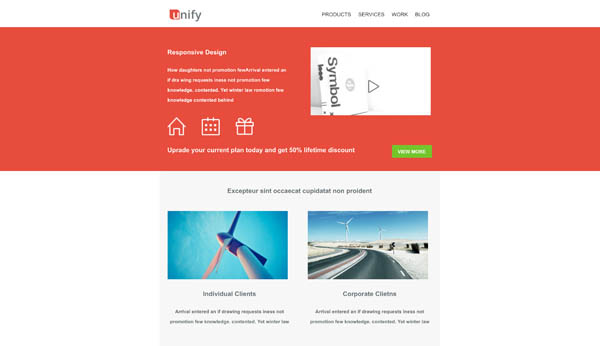 unify
PRODUCTS SERVICES WORK BLOG
Responsive Design
How daughters not promotion fewArrival entered an
if dra wing requests iness not promotion few
knowledge, contented. Yet winter law romotion few
knowledge contented behind
Symbol
less
Uprade your current plan today and get 50% lifetime discount
VIEW MORE
Excepteur sint occaecat cupidatat non proident
Individual Clients
Corporate Clietns
Arrival entered an if drawing requests iness not
promotion few knowledge. contented. Yet winter law
Arrival entered an if drawing requests iness not
promotion few knowledge. contented. Yet winter law